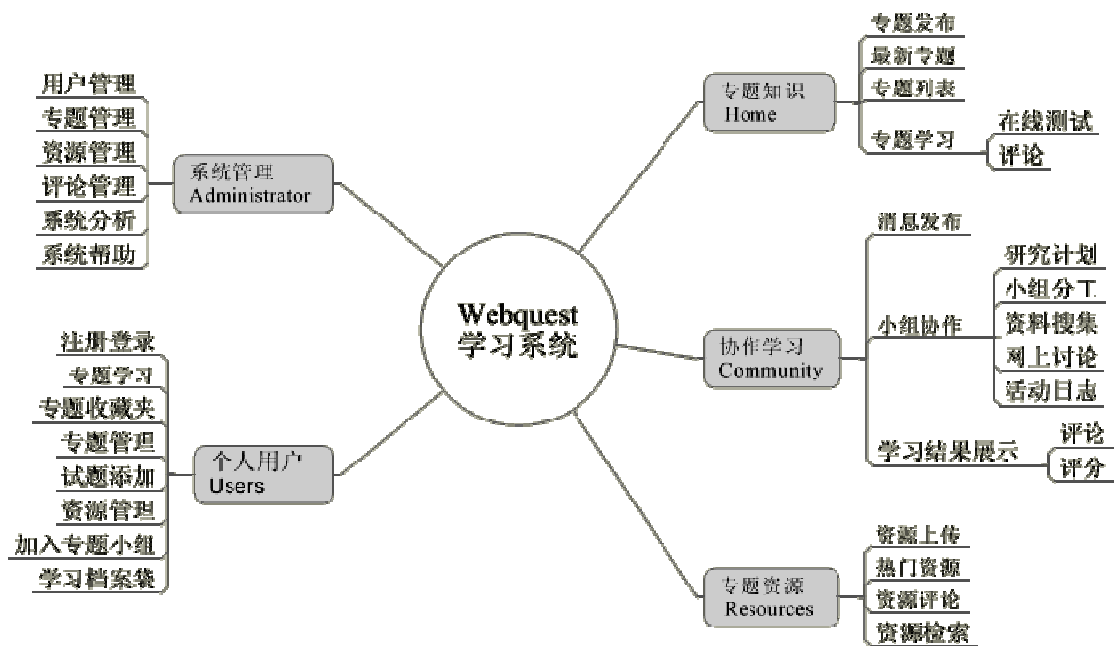 Webquest
学习系统
专题知识
Home
专题发布
最新专题
专题列表
专题学习
在线测试
评论
协作学习
Community
消息发布
小组协作
研究计划
小组分工
资料搜集
网上讨论
活动日志
学习结果展示
评论
评分
专题资源
Resources
资源上传
热门资源
资源评论
资源检索
系统管理
Administrator
用户管理
专题管理
资源管理
评论管理
系统分析
系统帮助
个人用户
Users
注册登录
专题学习
专题收藏夹
专题管理
试题添加
资源管理
加入专题小组
学习档案袋